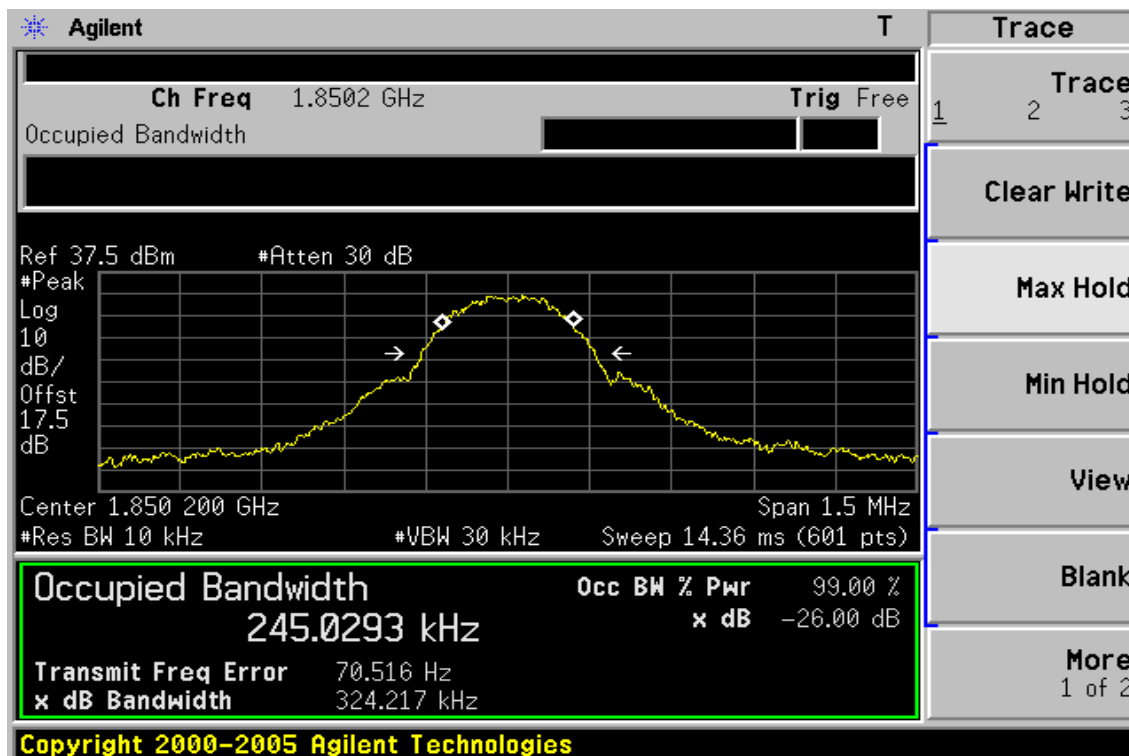 Agilent T
Ch Freq 1.8502 GHz Trig Free
Occupied Bandwidth
Ref 37.5 dBm #Atten 30 dB
#Peak
Log
10
dB/
Offst
17.5
dB
Center 1.850 200 GHz Span 1.5 MHz
#Res BW 10 kHz #VBW 30 kHz Sweep 14.36 ms (601 pts)
Occupied Bandwidth
245.0293 kHz
Occ BW % Pwr 99.00 %
x dB -26.00 dB
Transmit Freq Error 70.516 Hz
x dB Bandwidth 324.217 kHz
Copyright 2000-2005 Agilent Technologies
Trace
Trace
1 2 3
Clear Write
Max Hold
Min Hold
View
Blank
More
1 of 2